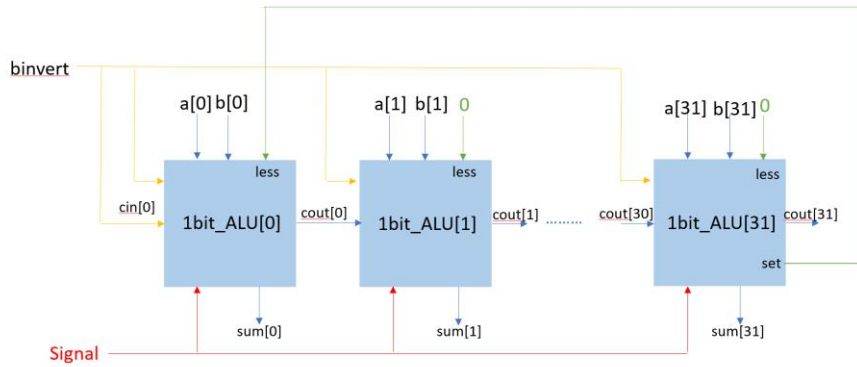 binvert
a[0] b[0]
a[1] b[1] 0
a[31] b[31] 0
less
less
less
cin[0]
1bit_ALU[0]
cout[0]
1bit_ALU[1]
cout[1]
........
cout[30]
1bit_ALU[31]
cout[31]
set
sum[0]
sum[1]
sum[31]
Signal